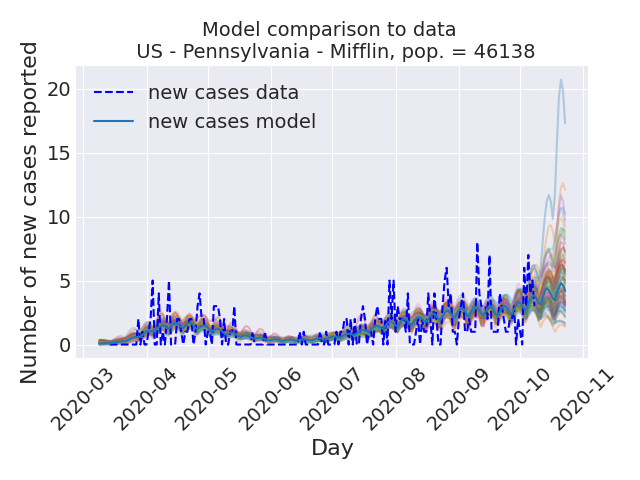 Model comparison to data
US - Pennsylvania - Mifflin, pop. = 46138
Number of new cases reported
20
15
10
5
0
new cases data
new cases model
2020-03
2020-04
2020-05
2020-06
2020-07
2020-08
2020-09
2020-10
2020-11
Day